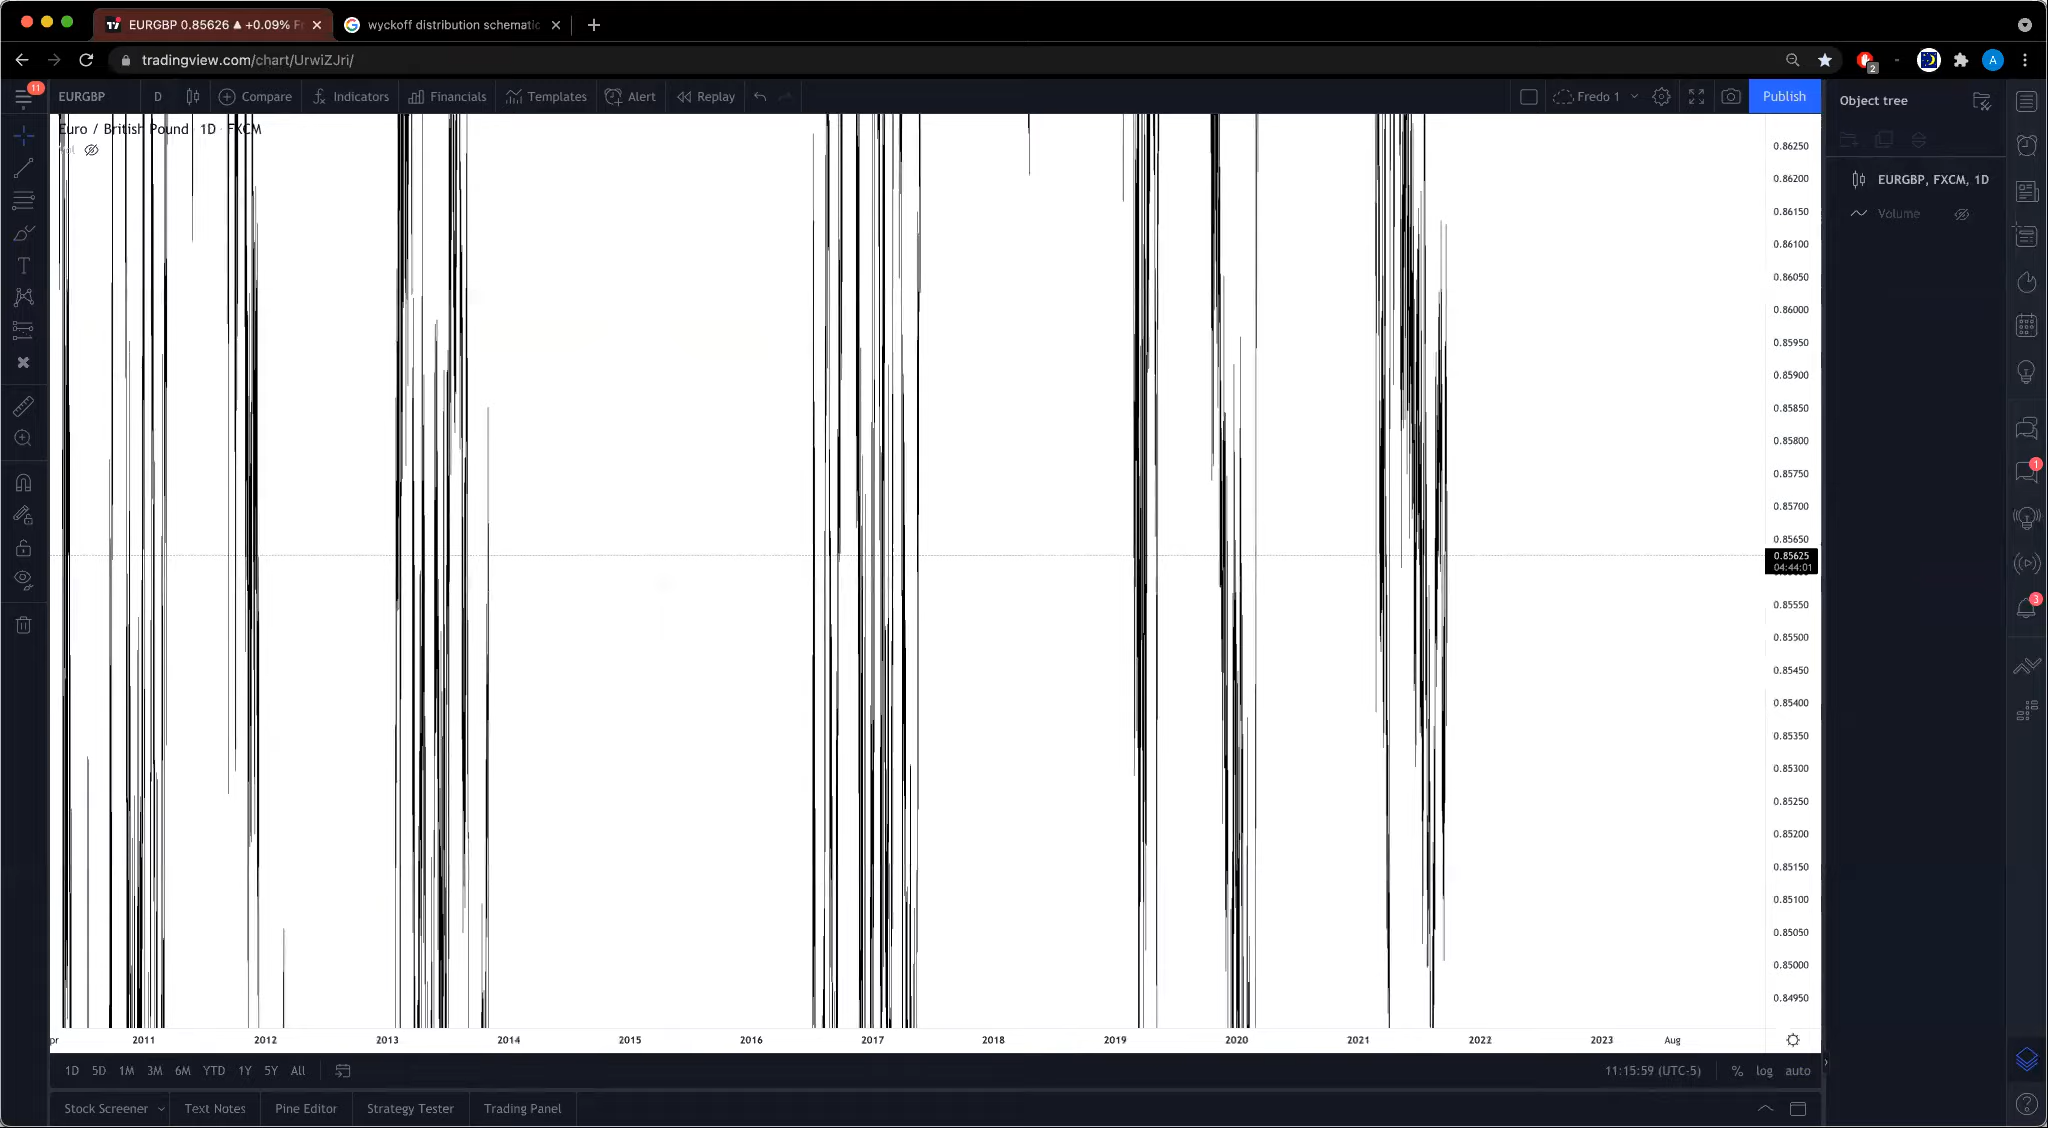 EURGBP 0.85626 ▲ +0.09% Fr
wyckoff distribution schematic
tradingview.com/chart/UrwiZJri/
2
A
11
EURGBP
D
Compare
Indicators
Financials
Templates
Alert
Replay
Fredo 1
Publish
Object tree
Euro / British Pound 1D FXCM
EURGBP, FXCM, 1D
Volume
0.86250
0.86200
0.86150
0.86100
0.86050
0.86000
0.85950
0.85900
0.85850
0.85800
0.85750
0.85700
0.85650
0.85625
04:44:01
0.85550
0.85500
0.85450
0.85400
0.85350
0.85300
0.85250
0.85200
0.85150
0.85100
0.85050
0.85000
0.84950
1
3
2011 2012 2013 2014 2015 2016 2017 2018 2019 2020 2021 2022 2023 Aug
1D 5D 1M 3M 6M YTD 1Y 5Y All
11:15:59 (UTC-5) % log auto
Stock Screener Text Notes Pine Editor Strategy Tester Trading Panel